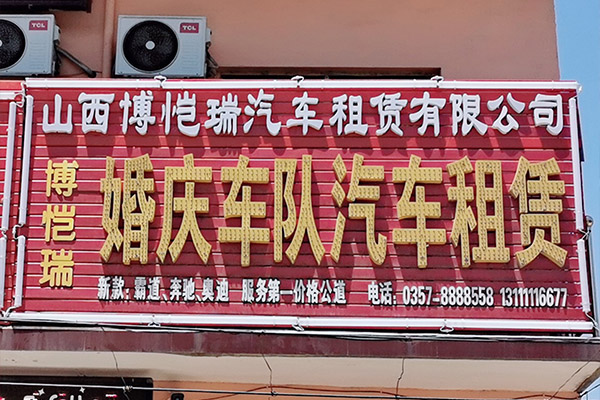 TCL
TCL
山西博恺瑞汽车租赁有限公司
博恺瑞
婚庆车队汽车租赁
新款、霸道、奔驰、奥迪 服务第一价格公道 电话:0357-8888558 13111116677